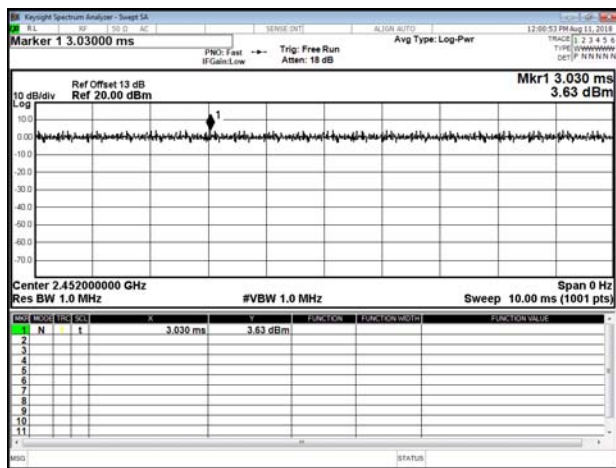 Keysight Spectrum Analyzer - Swept SA
RL RF 50 Ω AC SENSE:INT ALIGN AUTO 12:00:53 PM Aug 11, 2018
Marker 1 3.03000 ms Avg Type: Log-Pwr TRACE 1 2 3 4 5 6
PNO: Fast Trig: Free Run TYPE
IFGain:Low Atten: 18 dB DET P N N N N N
Mkr1 3.030 ms
3.63 dBm
Ref Offset 13 dB
10 dB/div Ref 20.00 dBm
Log
1
10.0
0.00
-10.0
-20.0
-30.0
-40.0
-50.0
-60.0
-70.0
Center 2.452000000 GHz Span 0 Hz
Res BW 1.0 MHz #VBW 1.0 MHz Sweep 10.00 ms (1001 pts)
MKR MODE TRC SCL X Y FUNCTION FUNCTION WIDTH FUNCTION VALUE
1 N 1 t 3.030 ms 3.63 dBm
2
3
4
5
6
7
8
9
10
11
MSG STATUS